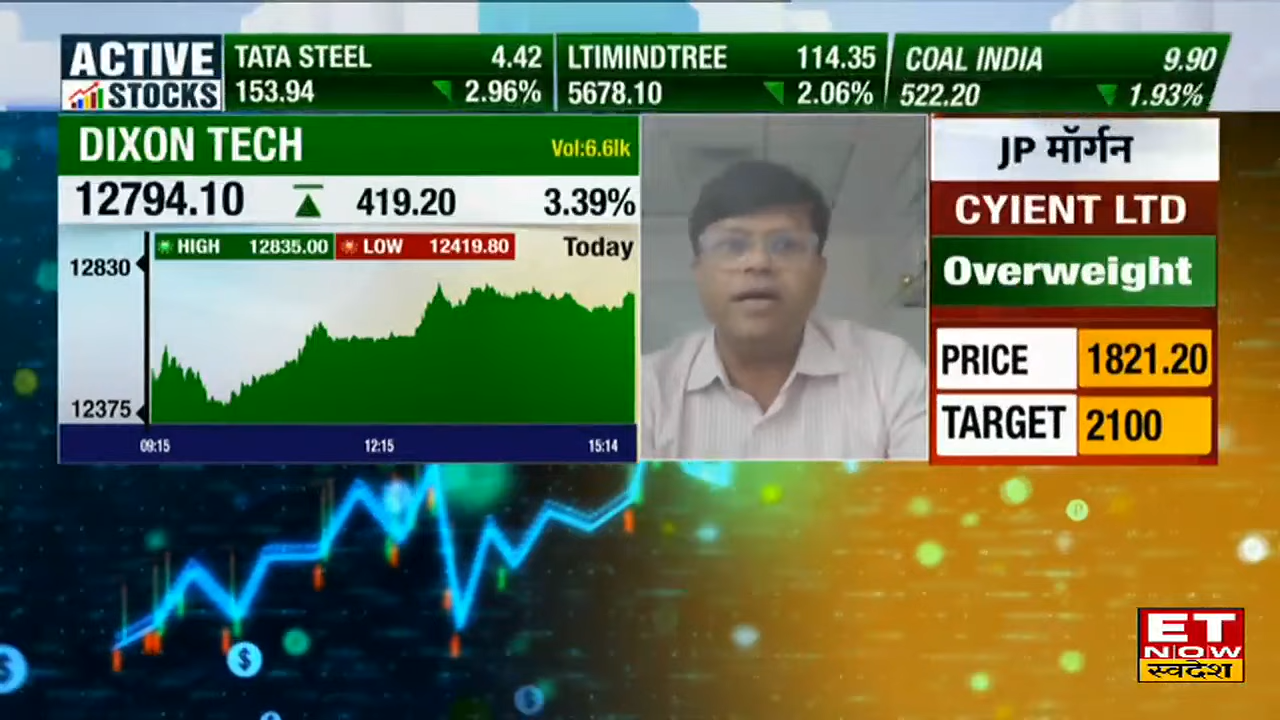 ACTIVE STOCKS
TATA STEEL 4.42
153.94 2.96%
LTIMINDTREE 114.35
5678.10 2.06%
COAL INDIA 9.90
522.20 1.93%
DIXON TECH Vol:6.6lk
12794.10 419.20 3.39%
HIGH 12835.00 LOW 12419.80 Today
12830
12375
09:15 12:15 15:14
JP मॉर्गन
CYIENT LTD
Overweight
PRICE 1821.20
TARGET 2100
ET
NOW
स्वदेश